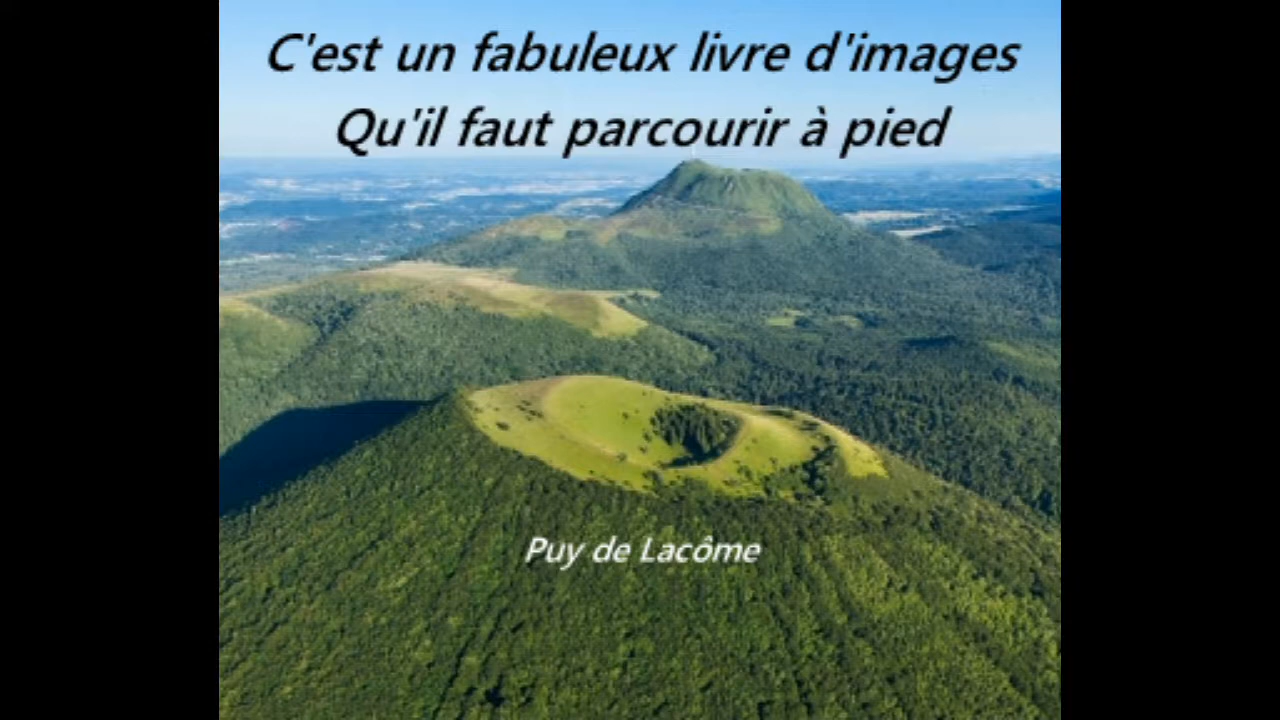 C'est un fabuleux livre d'images
Qu'il faut parcourir à pied
Puy de Lacôme